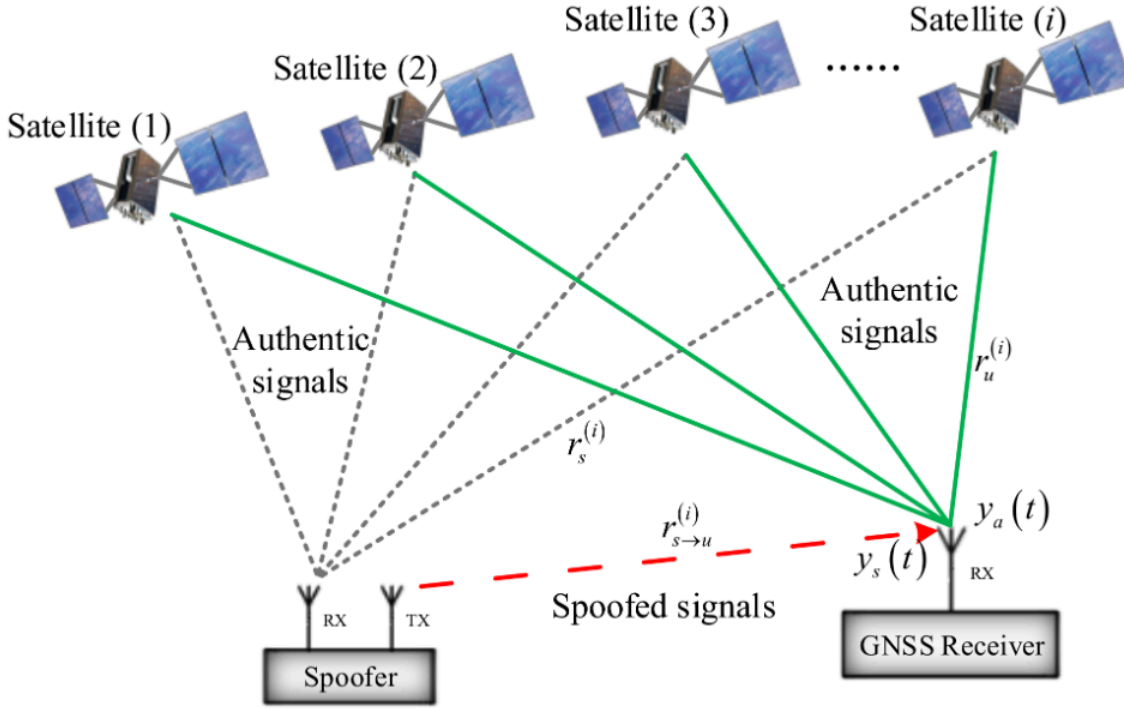 Satellite (1)
Satellite (2)
Satellite (3)
......
Satellite (i)
Authentic
signals
Authentic
signals
r_u^{(i)}
r_s^{(i)}
r_{s→u}^{(i)}
y_a(t)
y_s(t)
RX
TX
RX
Spoofed signals
Spoofer
GNSS Receiver